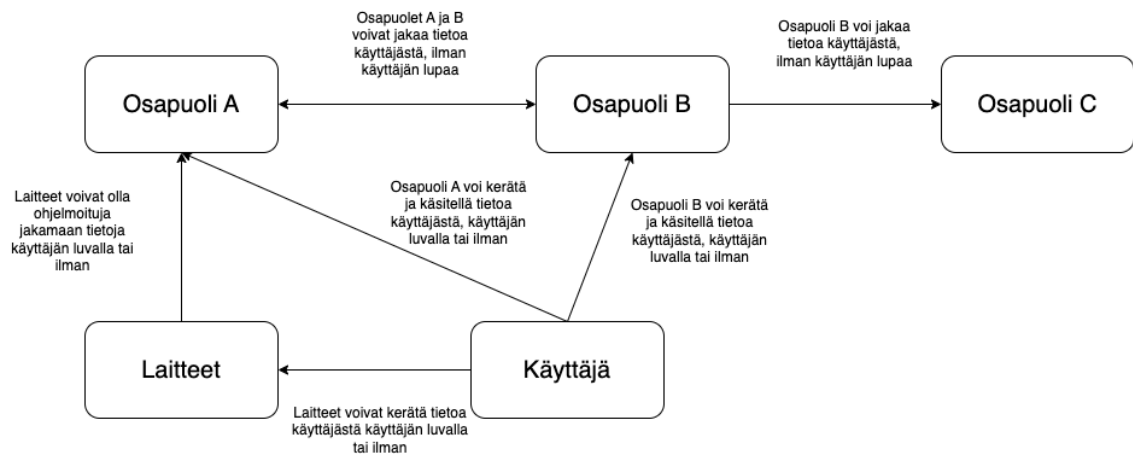 Osapuolet A ja B
voivat jakaa tietoa
käyttäjästä, ilman
käyttäjän lupaa
Osapuoli B voi jakaa
tietoa käyttäjästä,
ilman käyttäjän lupaa
Osapuoli A
Osapuoli B
Osapuoli C
Laitteet voivat olla
ohjelmoituja
jakamaan tietoja
käyttäjän luvalla tai
ilman
Osapuoli A voi kerätä
ja käsitellä tietoa
käyttäjästä, käyttäjän
luvalla tai ilman
Osapuoli B voi kerätä
ja käsitellä tietoa
käyttäjästä, käyttäjän
luvalla tai ilman
Laitteet
Käyttäjä
Laitteet voivat kerätä tietoa
käyttäjästä käyttäjän luvalla
tai ilman